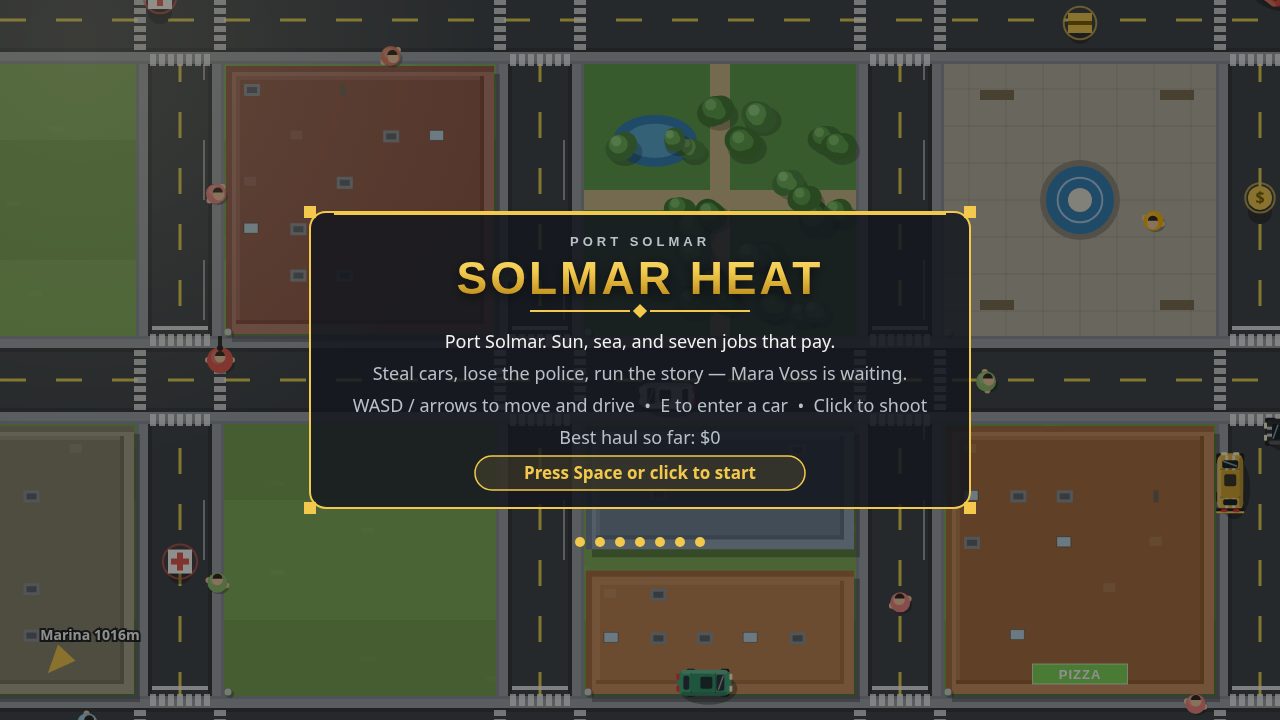 PORT SOLMAR
SOLMAR HEAT
Port Solmar. Sun, sea, and seven jobs that pay.
Steal cars, lose the police, run the story — Mara Voss is waiting.
WASD / arrows to move and drive • E to enter a car • Click to shoot
Best haul so far: $0
Press Space or click to start
$
Marina 1016m
PIZZA